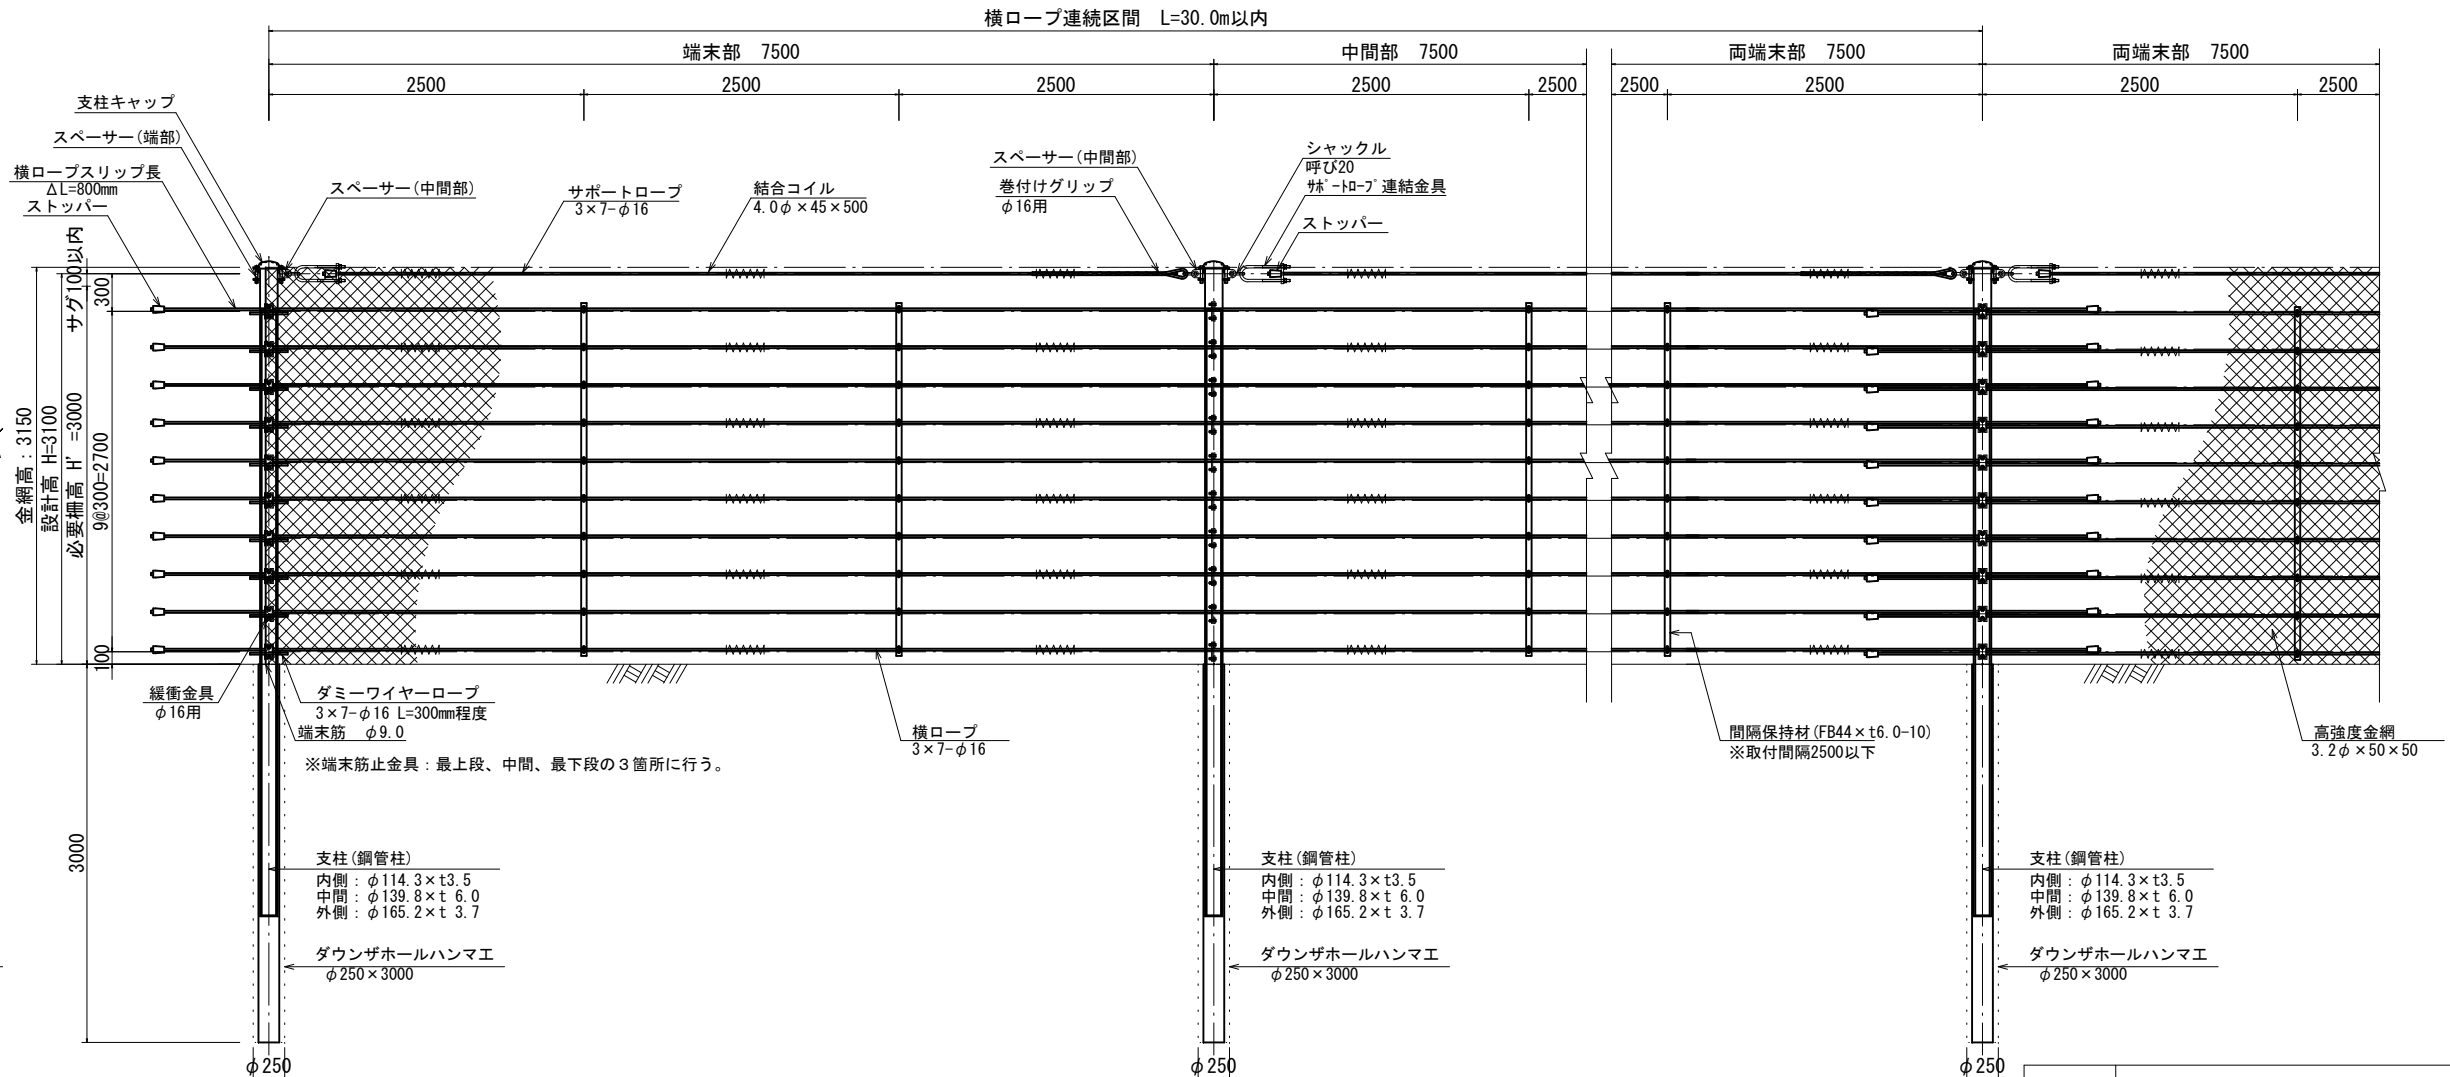 横ロープ連続区間 L=30.0m以内
端末部 7500
中間部 7500
両端末部 7500
両端末部 7500
2500
2500
2500
2500
2500
2500
2500
2500
2500
支柱キャップ
スペーサー(端部)
横ロープスリップ長
ΔL=800mm
ストッパー
スペーサー(中間部)
サポートロープ
3×7-φ16
結合コイル
4.0φ×45×500
スペーサー(中間部)
巻付けグリップ
φ16用
シャックル
呼び20
ｻﾎﾟｰﾄﾛｰﾌﾟ連結金具
ストッパー
金網高：3150
設計高 H=3100
必要柵高 H'=3000
サグ100以内
300
9@300=2700
100
3000
緩衝金具
φ16用
ダミーワイヤーロープ
3×7-φ16 L=300mm程度
端末筋 φ9.0
※端末筋止金具：最上段、中間、最下段の３箇所に行う。
横ロープ
3×7-φ16
間隔保持材(FB44×t6.0-10)
※取付間隔2500以下
高強度金網
3.2φ×50×50
支柱(鋼管柱)
内側：φ114.3×t3.5
中間：φ139.8×t 6.0
外側：φ165.2×t 3.7
ダウンザホールハンマエ
φ250×3000
支柱(鋼管柱)
内側：φ114.3×t3.5
中間：φ139.8×t 6.0
外側：φ165.2×t 3.7
ダウンザホールハンマエ
φ250×3000
支柱(鋼管柱)
内側：φ114.3×t3.5
中間：φ139.8×t 6.0
外側：φ165.2×t 3.7
ダウンザホールハンマエ
φ250×3000
φ250
φ250
φ250